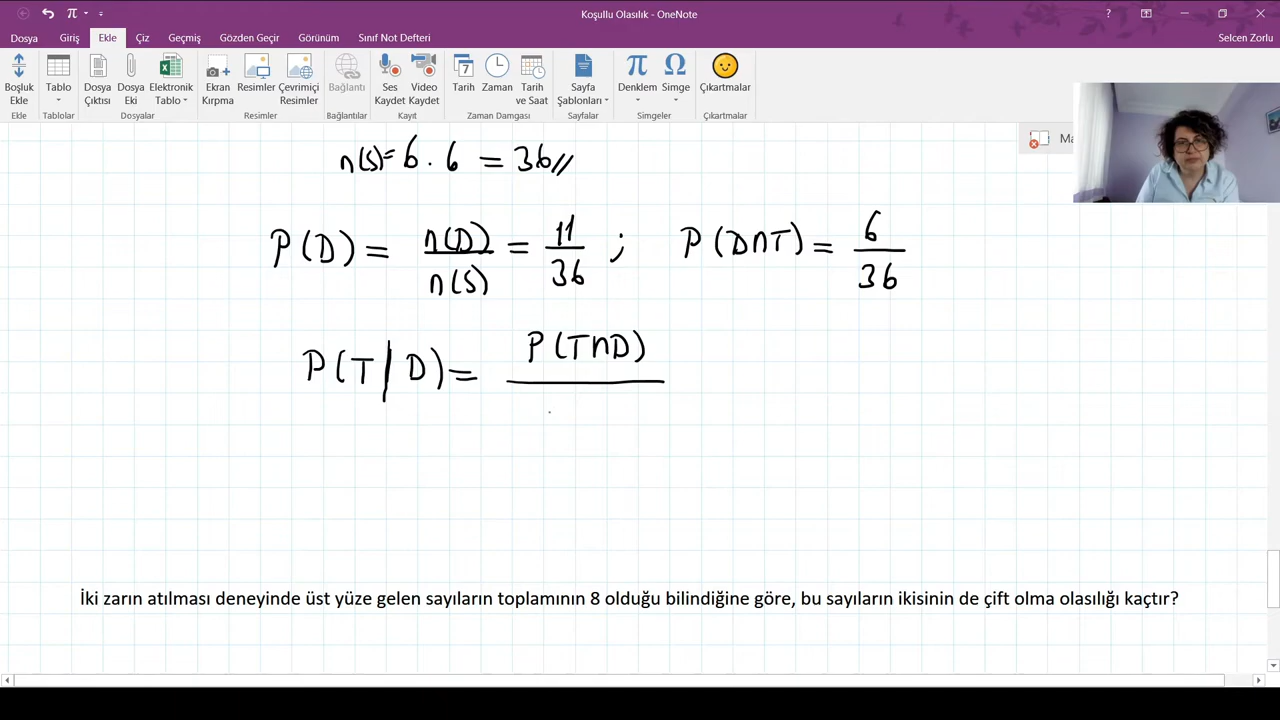 Koşullu Olasılık - OneNote
Dosya Giriş Ekle Çiz Geçmiş Gözden Geçir Görünüm Sınıf Not Defteri Selcen Zorlu
Boşluk Ekle Tablo Dosya Çıktısı Dosya Eki Elektronik Tablo Ekran Kırpma Resimler Çevrimiçi Resimler Bağlantı Ses Kaydet Video Kaydet Tarih Zaman Tarih ve Saat Sayfa Şablonları Denklem Simge Çıkartmalar
Ekle Tablolar Dosyalar Resimler Bağlantılar Kayıt Zaman Damgası Sayfalar Simgeler Çıkartmalar
n(S)= 6 . 6 = 36//
P(D) = n(D)/n(S) = 11/36 ; P(D∩T) = 6/36
P(T|D) = P(T∩D)
İki zarın atılması deneyinde üst yüze gelen sayıların toplamının 8 olduğu bilindiğine göre, bu sayıların ikisinin de çift olma olasılığı kaçtır?